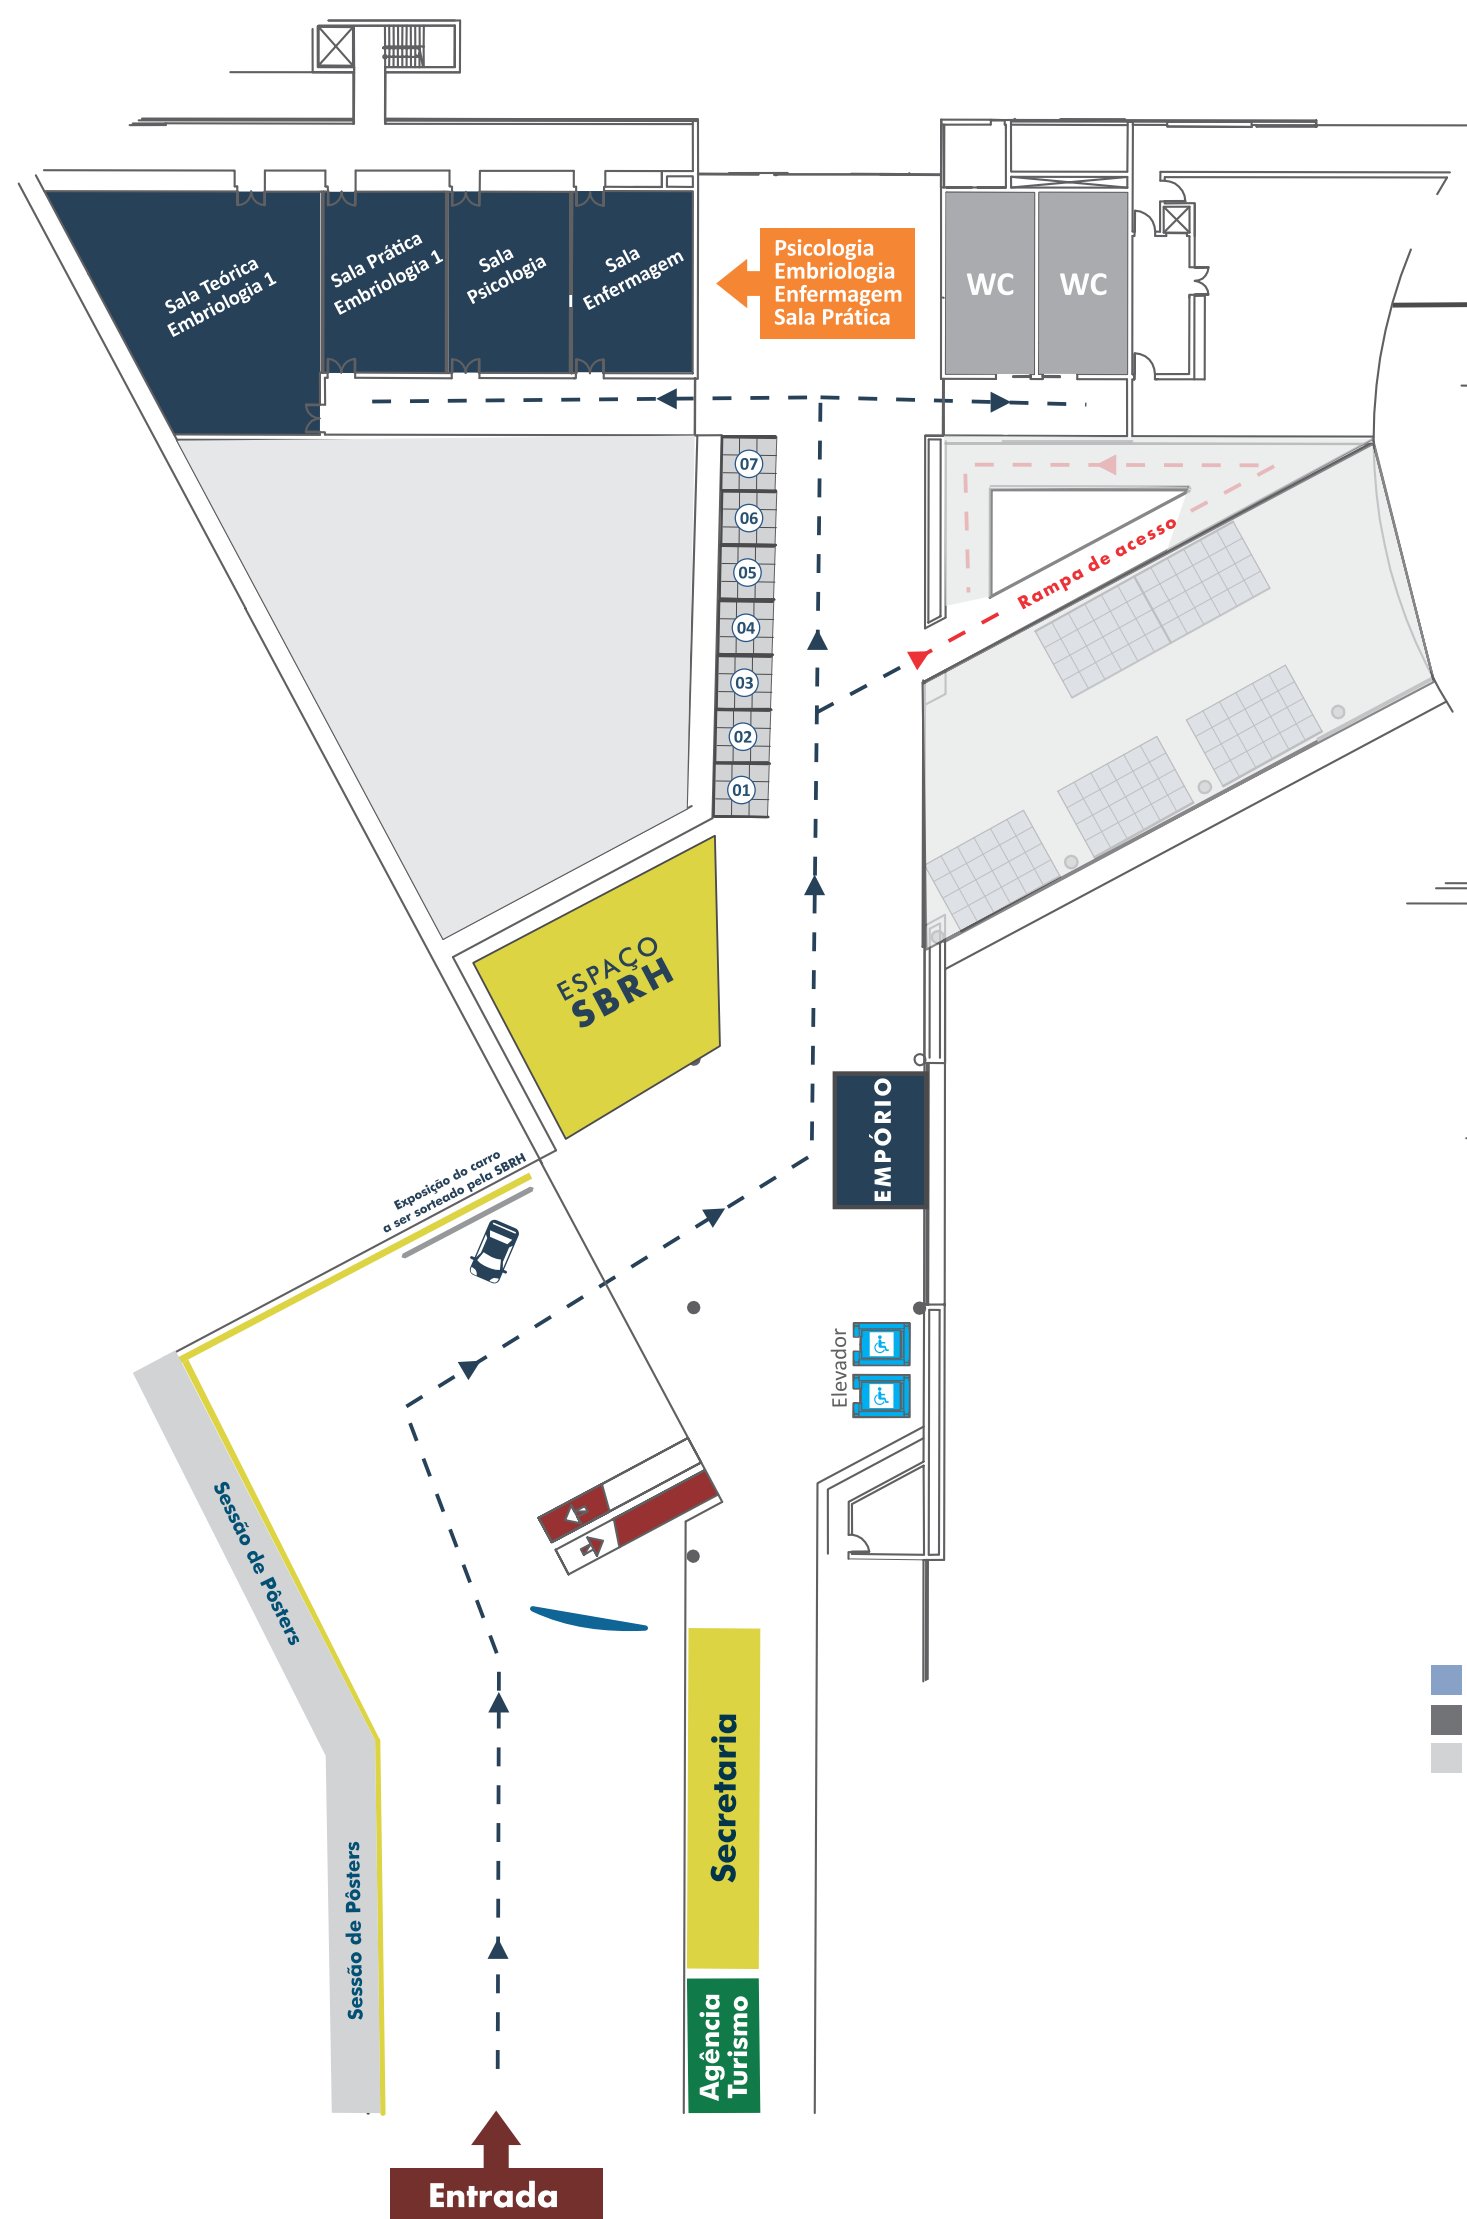 Sala Teórica
Embriologia 1
Sala Prática
Embriologia 1
Sala
Psicologia
Sala
Enfermagem
Psicologia
Embriologia
Enfermagem
Sala Prática
WC
WC
07
06
05
04
03
02
01
Rampa de acesso
ESPAÇO
SBRH
EMPÓRIO
Exposição do carro
a ser sorteado pela SBRH
Elevador
Sessão de Pôsters
Sessão de Pôsters
Secretaria
Agência
Turismo
Entrada